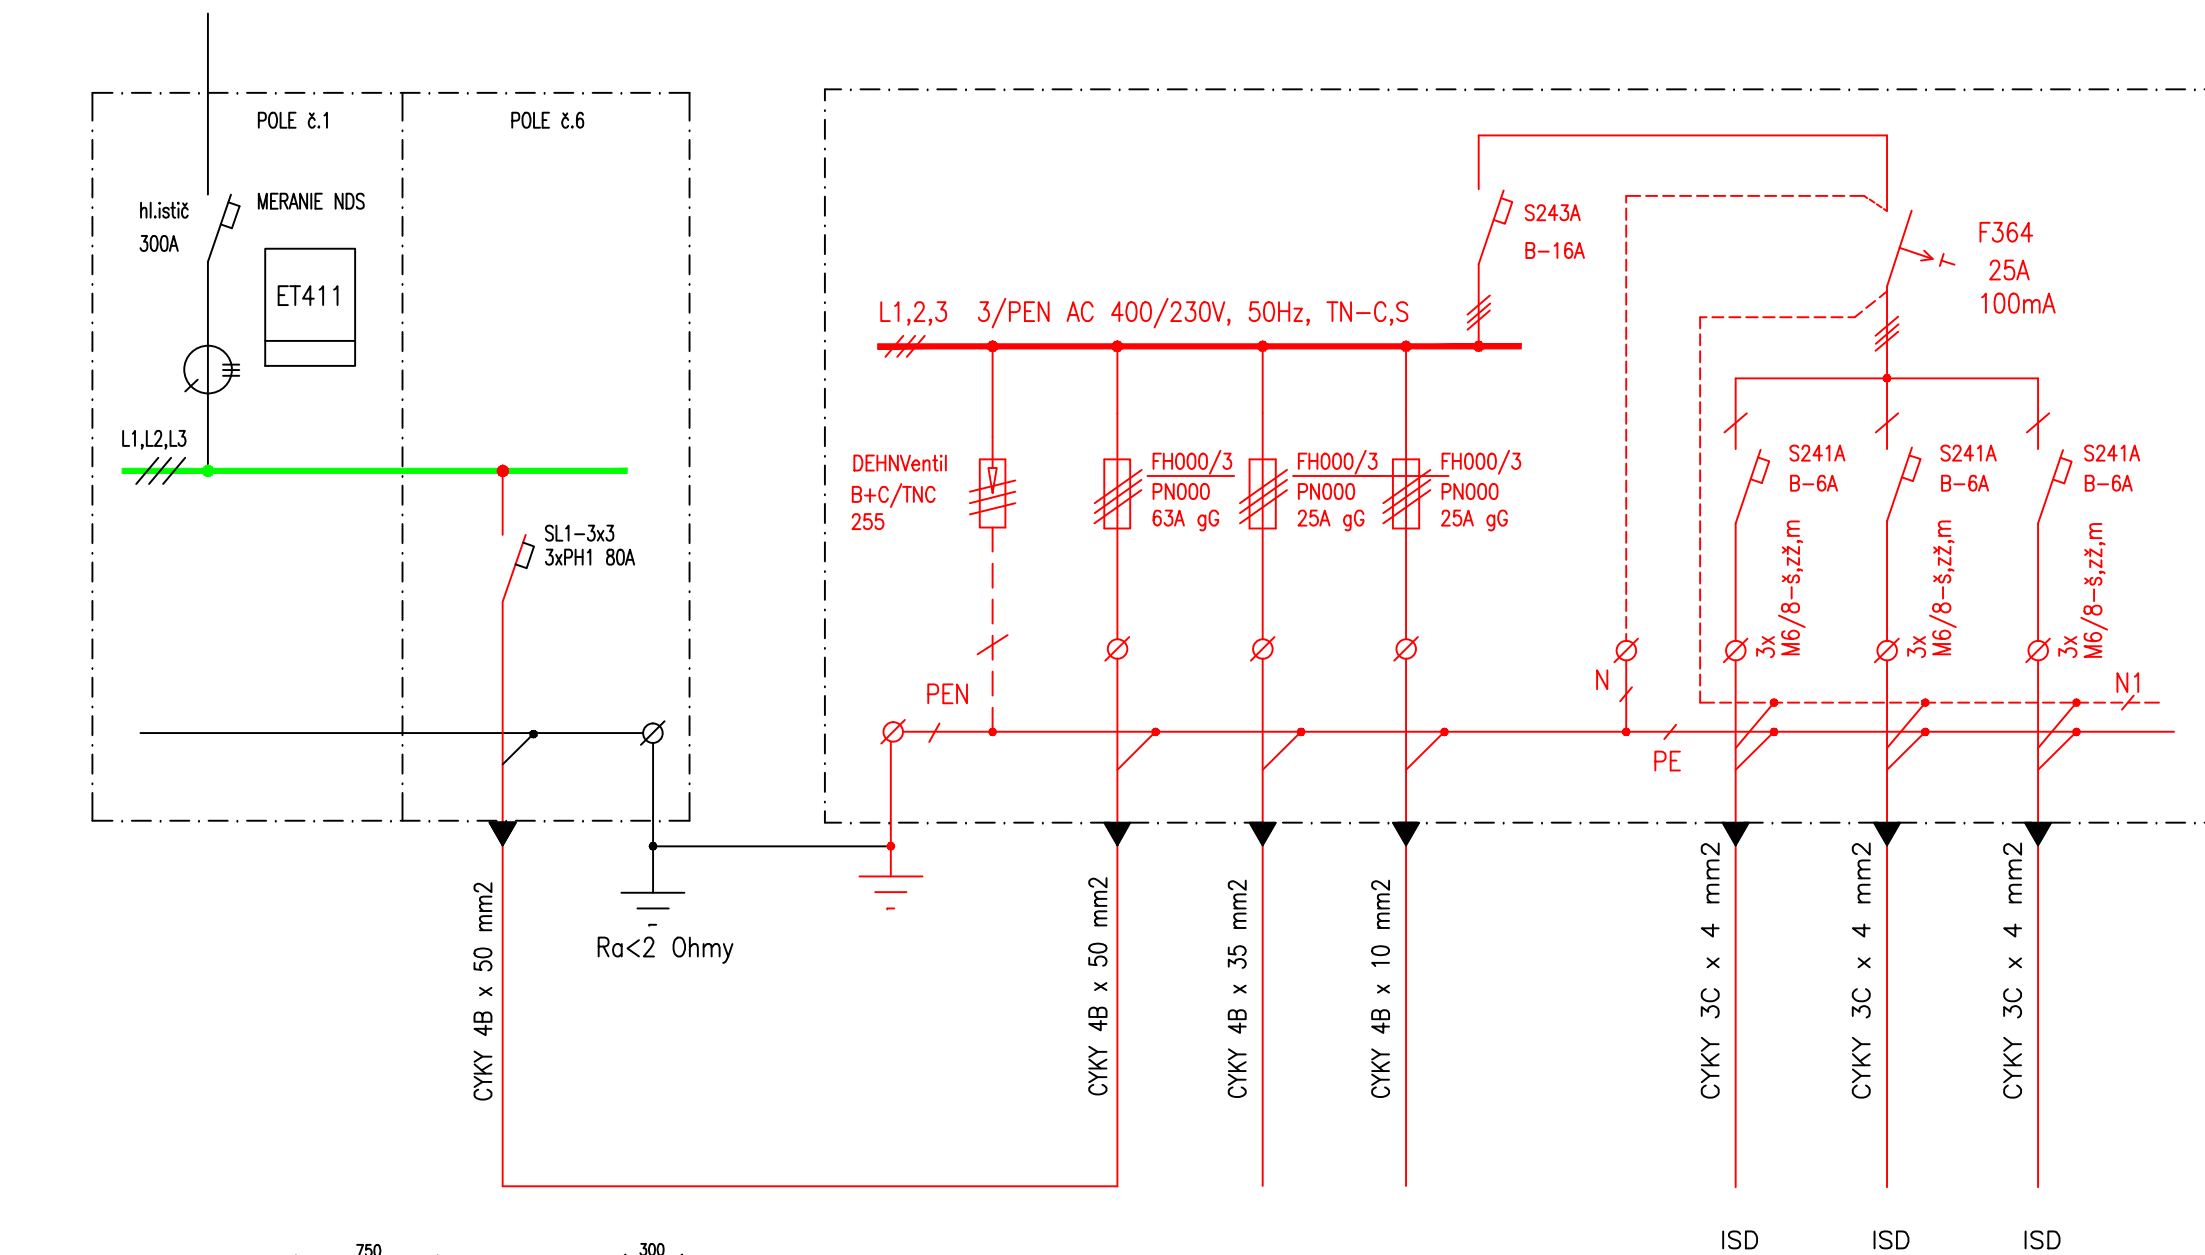 POLE č.1
POLE č.6
hl.istič
300A
MERANIE NDS
ET411
L1,L2,L3
SL1-3x3
3xPH1 80A
Ra<2 Ohmy
CYKY 4B x 50 mm2
L1,2,3 3/PEN AC 400/230V, 50Hz, TN-C,S
S243A
B-16A
F364
25A
100mA
DEHNVentil
B+C/TNC
255
FH000/3
PN000
63A gG
FH000/3
PN000
25A gG
FH000/3
PN000
25A gG
S241A
B-6A
S241A
B-6A
S241A
B-6A
3x
M6/8-š,zž,m
3x
M6/8-š,zž,m
3x
M6/8-š,zž,m
PEN
N
N1
PE
CYKY 4B x 50 mm2
CYKY 4B x 35 mm2
CYKY 4B x 10 mm2
CYKY 3C x 4 mm2
CYKY 3C x 4 mm2
CYKY 3C x 4 mm2
ISD
ISD
ISD
750
300